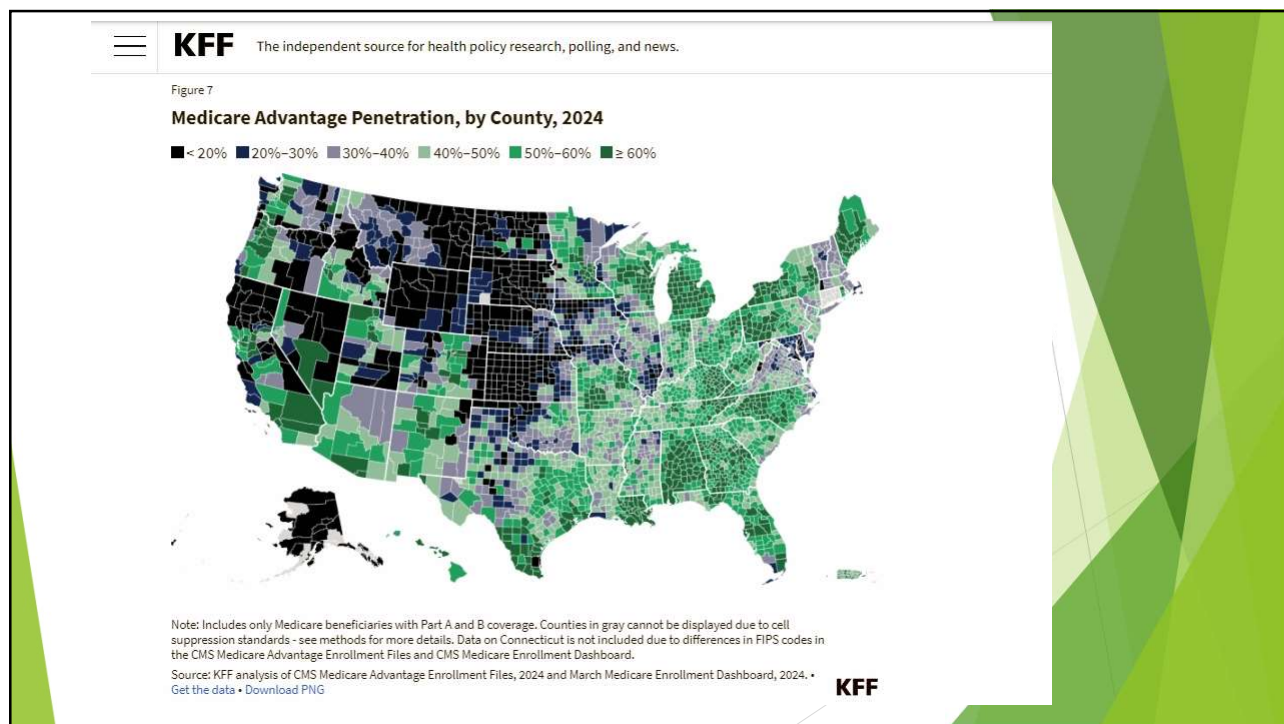 KFF The independent source for health policy research, polling, and news.
Figure 7
Medicare Advantage Penetration, by County, 2024
< 20% 20%–30% 30%–40% 40%–50% 50%–60% ≥ 60%
Note: Includes only Medicare beneficiaries with Part A and B coverage. Counties in gray cannot be displayed due to cell
suppression standards - see methods for more details. Data on Connecticut is not included due to differences in FIPS codes in
the CMS Medicare Advantage Enrollment Files and CMS Medicare Enrollment Dashboard.
Source: KFF analysis of CMS Medicare Advantage Enrollment Files, 2024 and March Medicare Enrollment Dashboard, 2024. •
Get the data • Download PNG
KFF